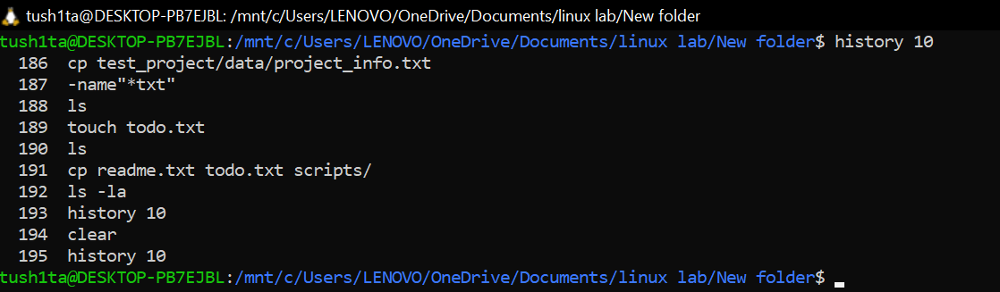 tush1ta@DESKTOP-PB7EJBL: /mnt/c/Users/LENOVO/OneDrive/Documents/linux lab/New folder
tush1ta@DESKTOP-PB7EJBL:/mnt/c/Users/LENOVO/OneDrive/Documents/linux lab/New folder$ history 10
186 cp test_project/data/project_info.txt
187 -name"*txt"
188 ls
189 touch todo.txt
190 ls
191 cp readme.txt todo.txt scripts/
192 ls -la
193 history 10
194 clear
195 history 10
tush1ta@DESKTOP-PB7EJBL:/mnt/c/Users/LENOVO/OneDrive/Documents/linux lab/New folder$